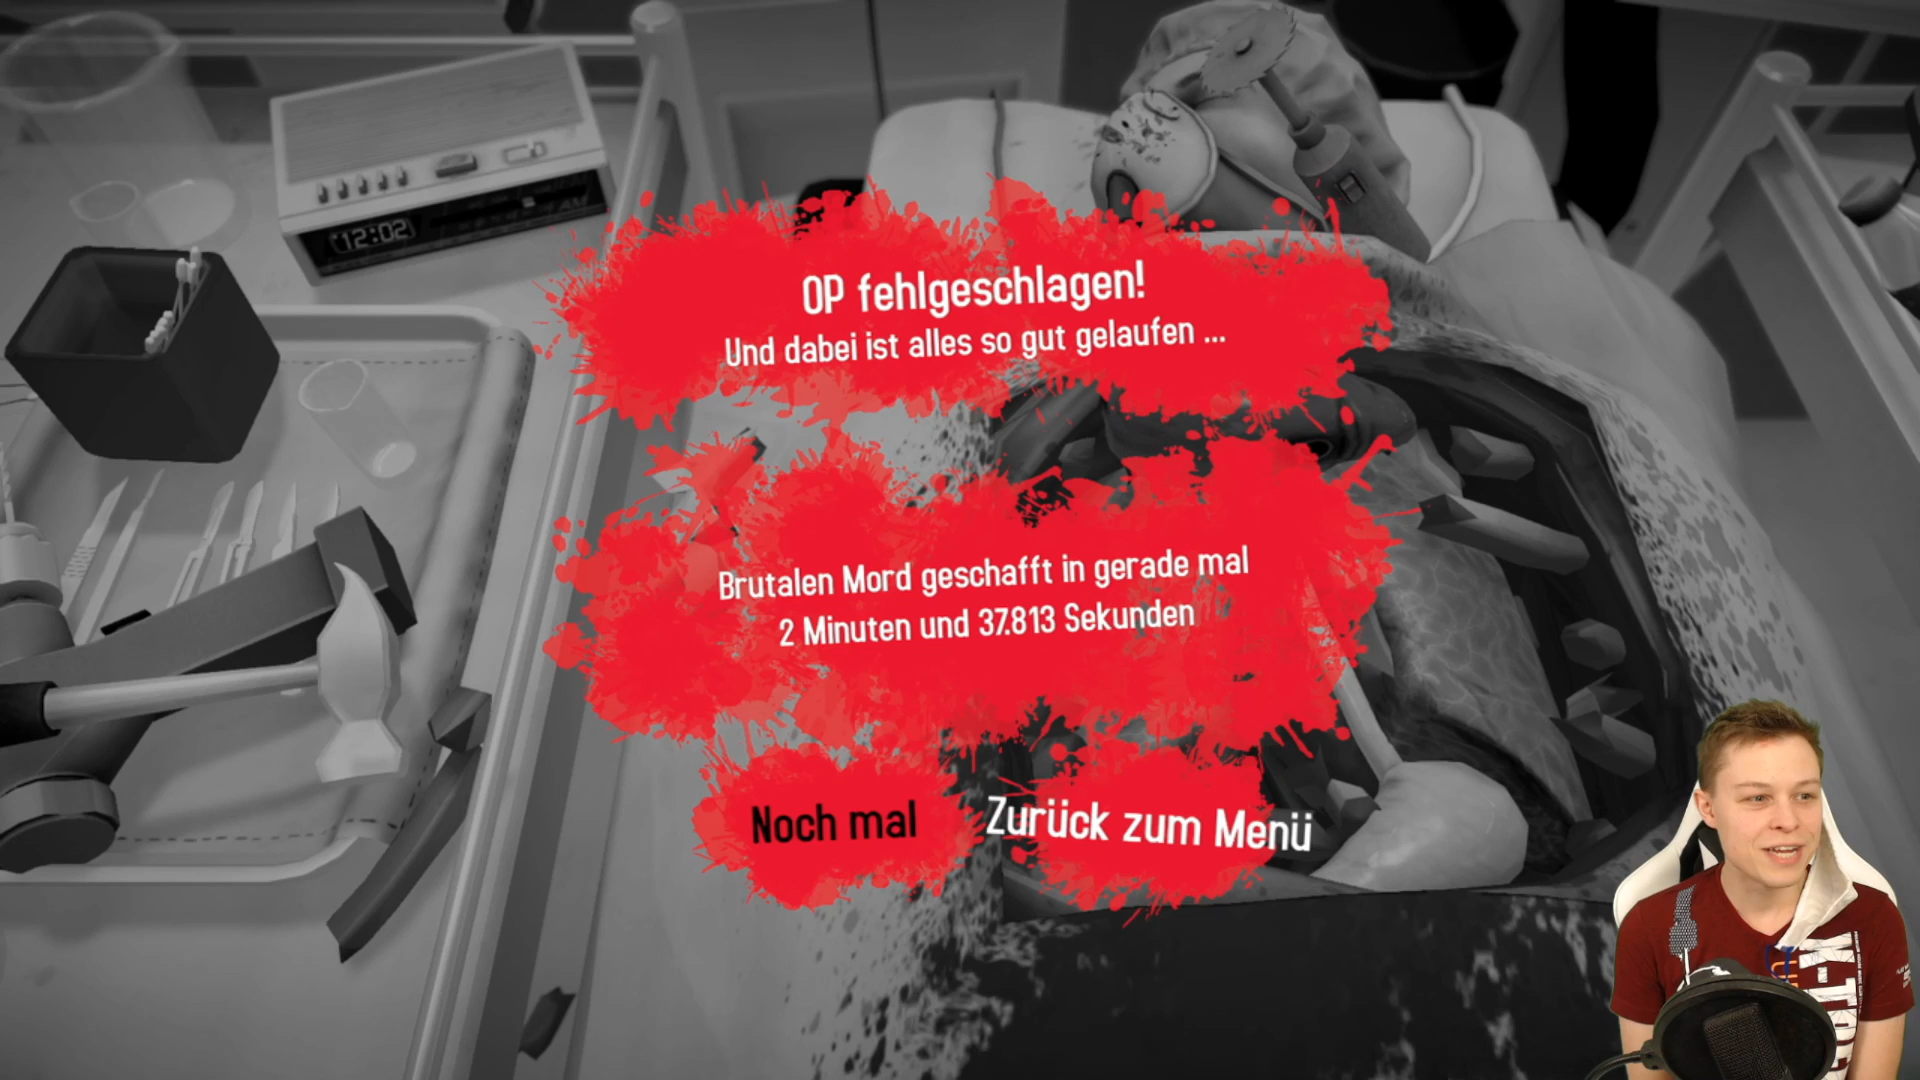 12:02
OP fehlgeschlagen!
Und dabei ist alles so gut gelaufen ...
Brutalen Mord geschafft in gerade mal
2 Minuten und 37.813 Sekunden
Noch mal
Zurück zum Menü